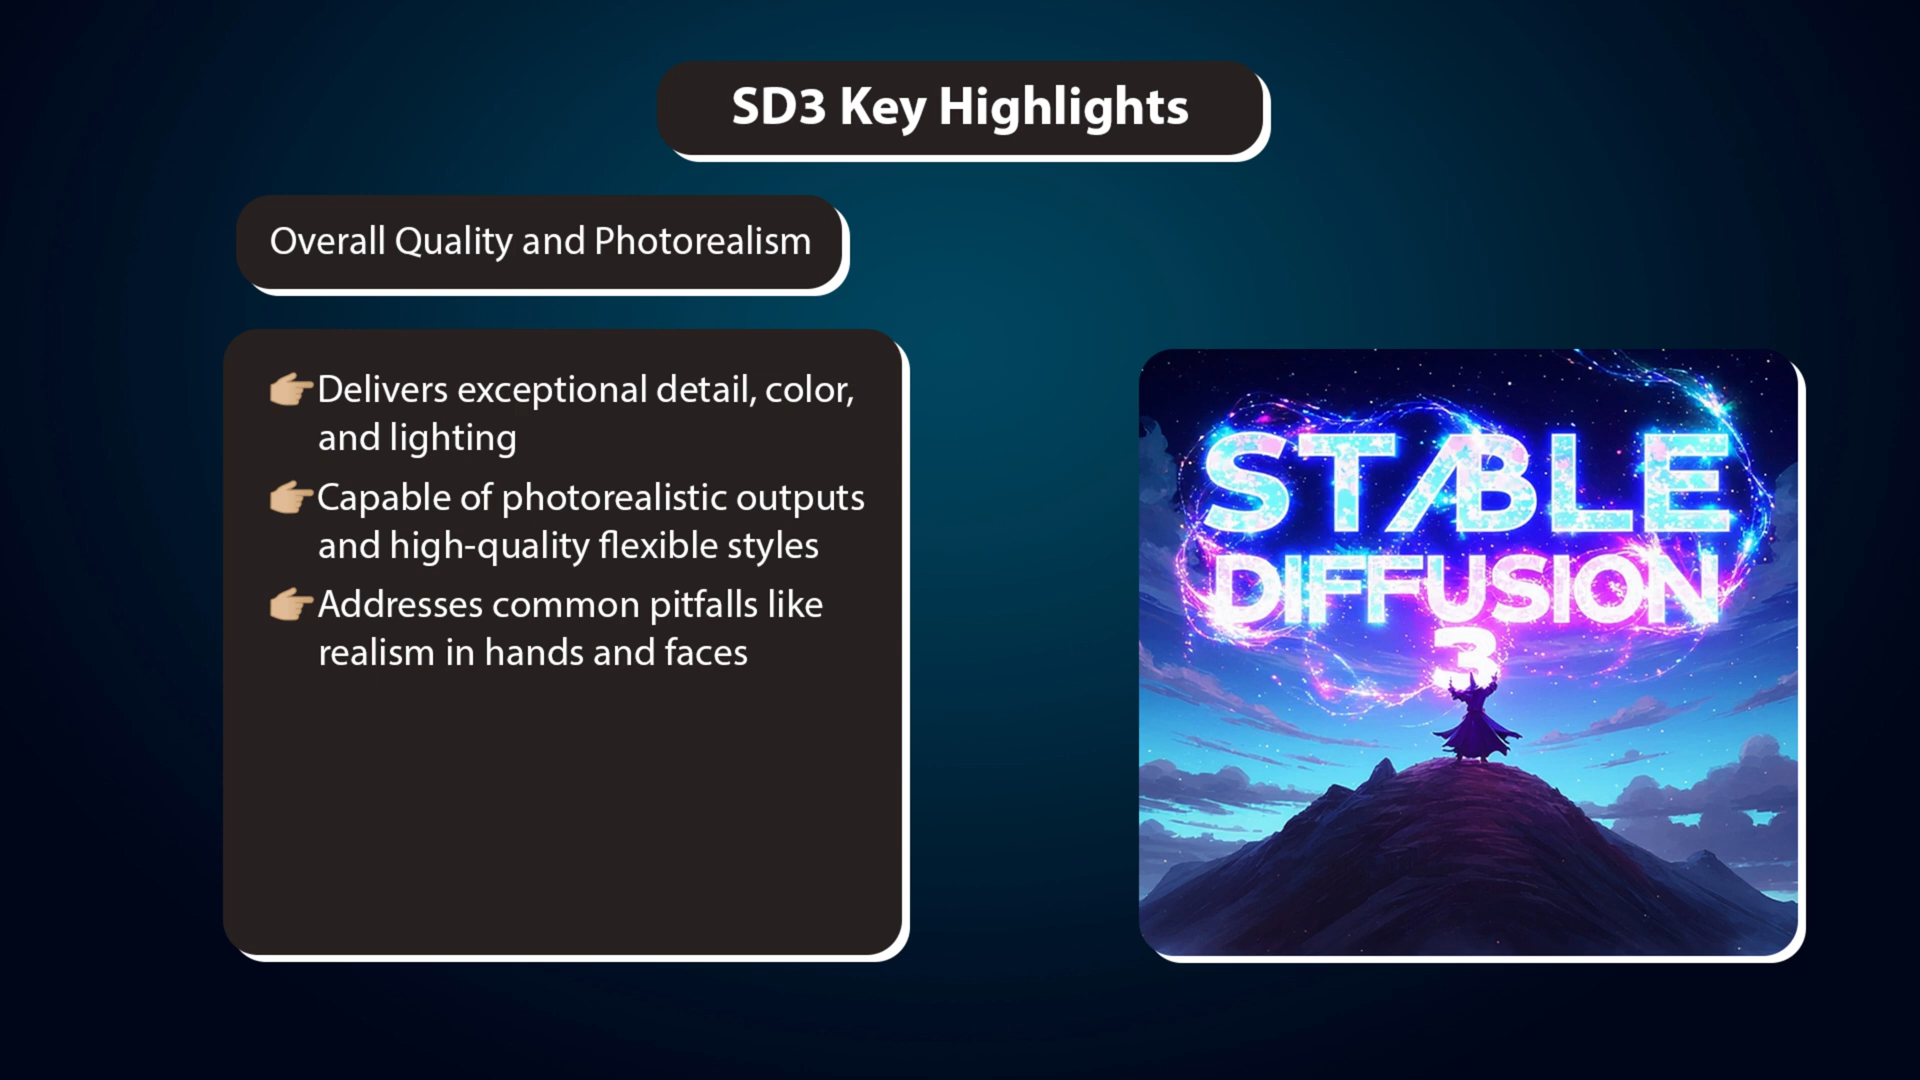 SD3 Key Highlights
Overall Quality and Photorealism
Delivers exceptional detail, color,
and lighting
Capable of photorealistic outputs
and high-quality flexible styles
Addresses common pitfalls like
realism in hands and faces
STABLE
DIFFUSION
3